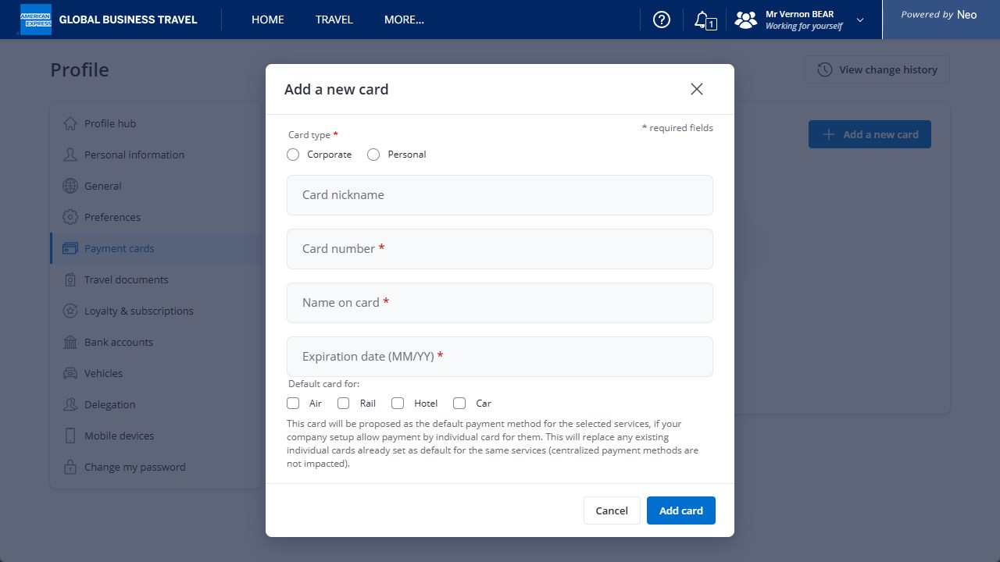 AMERICAN
EXPRESS
GLOBAL BUSINESS TRAVEL
HOME
TRAVEL
MORE...
1
Mr Vernon BEAR
Working for yourself
Powered by Neo
Profile
View change history
Profile hub
Personal information
General
Preferences
Payment cards
Travel documents
Loyalty & subscriptions
Bank accounts
Vehicles
Delegation
Mobile devices
Change my password
Add a new card
Add a new card
* required fields
Card type *
Corporate
Personal
Card nickname
Card number *
Name on card *
Expiration date (MM/YY) *
Default card for:
Air
Rail
Hotel
Car
This card will be proposed as the default payment method for the selected services, if your
company setup allow payment by individual card for them. This will replace any existing
individual cards already set as default for the same services (centralized payment methods are
not impacted).
Cancel
Add card